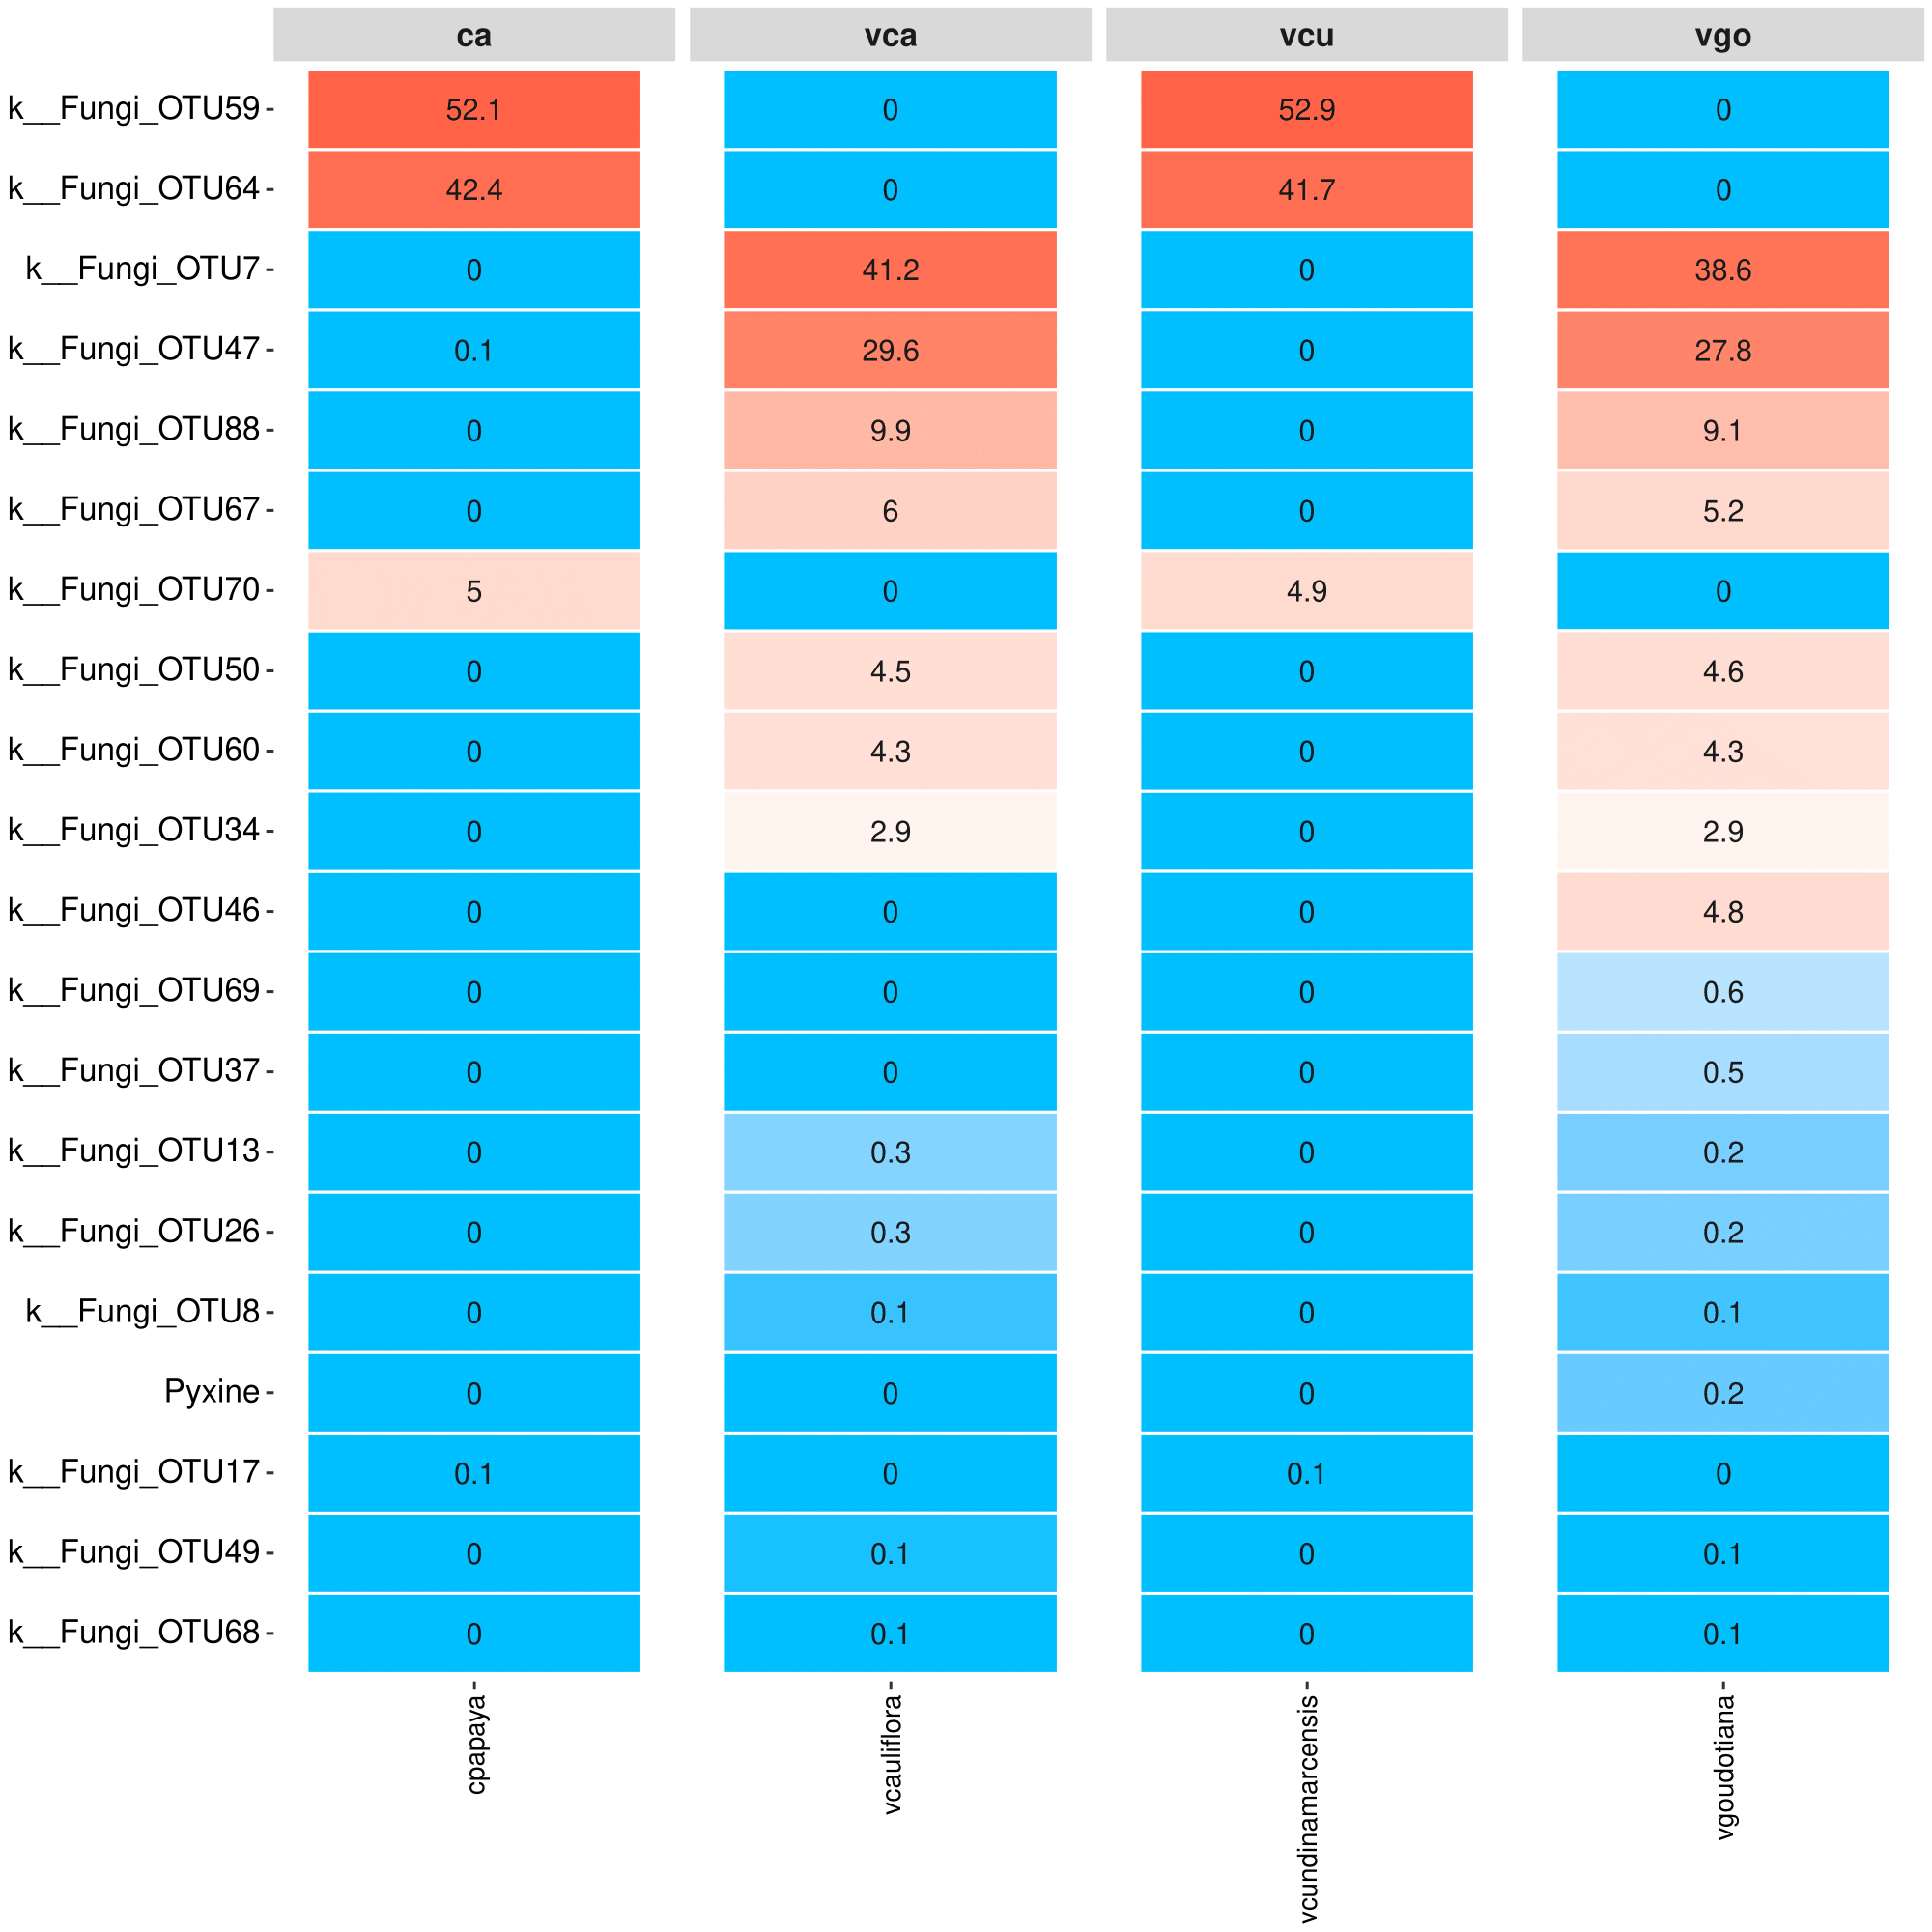 ca vca vcu vgo
k__Fungi_OTU59 52.1 0 52.9 0
k__Fungi_OTU64 42.4 0 41.7 0
k__Fungi_OTU7 0 41.2 0 38.6
k__Fungi_OTU47 0.1 29.6 0 27.8
k__Fungi_OTU88 0 9.9 0 9.1
k__Fungi_OTU67 0 6 0 5.2
k__Fungi_OTU70 5 0 4.9 0
k__Fungi_OTU50 0 4.5 0 4.6
k__Fungi_OTU60 0 4.3 0 4.3
k__Fungi_OTU34 0 2.9 0 2.9
k__Fungi_OTU46 0 0 0 4.8
k__Fungi_OTU69 0 0 0 0.6
k__Fungi_OTU37 0 0 0 0.5
k__Fungi_OTU13 0 0.3 0 0.2
k__Fungi_OTU26 0 0.3 0 0.2
k__Fungi_OTU8 0 0.1 0 0.1
Pyxine 0 0 0 0.2
k__Fungi_OTU17 0.1 0 0.1 0
k__Fungi_OTU49 0 0.1 0 0.1
k__Fungi_OTU68 0 0.1 0 0.1
cpapaya
vcauliflora
vcundinamarcensis
vgoudotiana